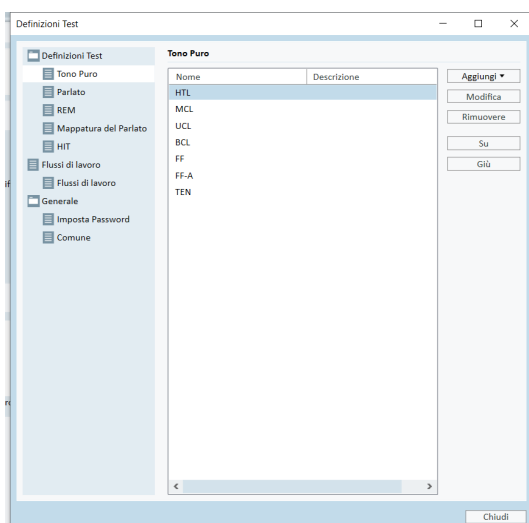 Definizioni Test
Definizioni Test
Tono Puro
Parlato
REM
Mappatura del Parlato
HIT
Flussi di lavoro
Flussi di lavoro
Generale
Imposta Password
Comune
Tono Puro
Nome Descrizione
HTL
MCL
UCL
BCL
FF
FF-A
TEN
Aggiungi
Modifica
Rimuovere
Su
Giù
Chiudi